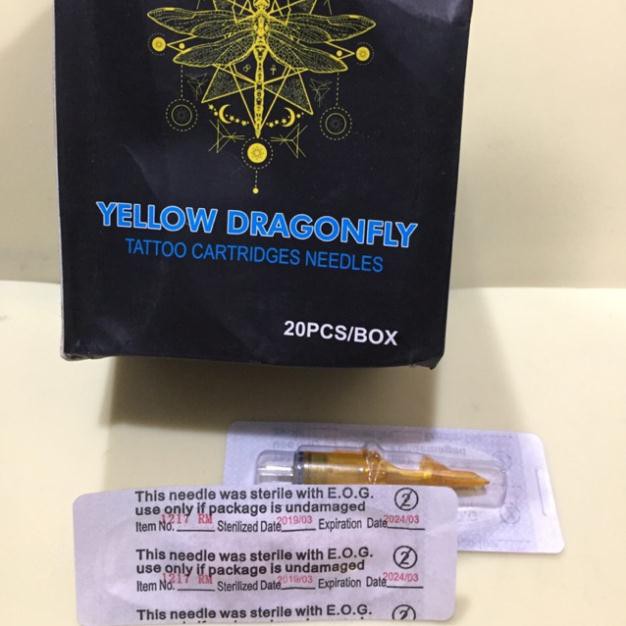 YELLOW DRAGONFLY
TATTOO CARTRIDGES NEEDLES
20PCS/BOX
This needle was sterile with E.O.G.
use only if package is undamaged
2
Item No. 1217 RM Sterilized Date 2019/03 Expiration Date 2024/03
This needle was sterile with E.O.G.
use only if package is undamaged
2
Item No. 1217 RM Sterilized Date 2019/03 Expiration Date 2024/03
This needle was sterile with E.O.G.